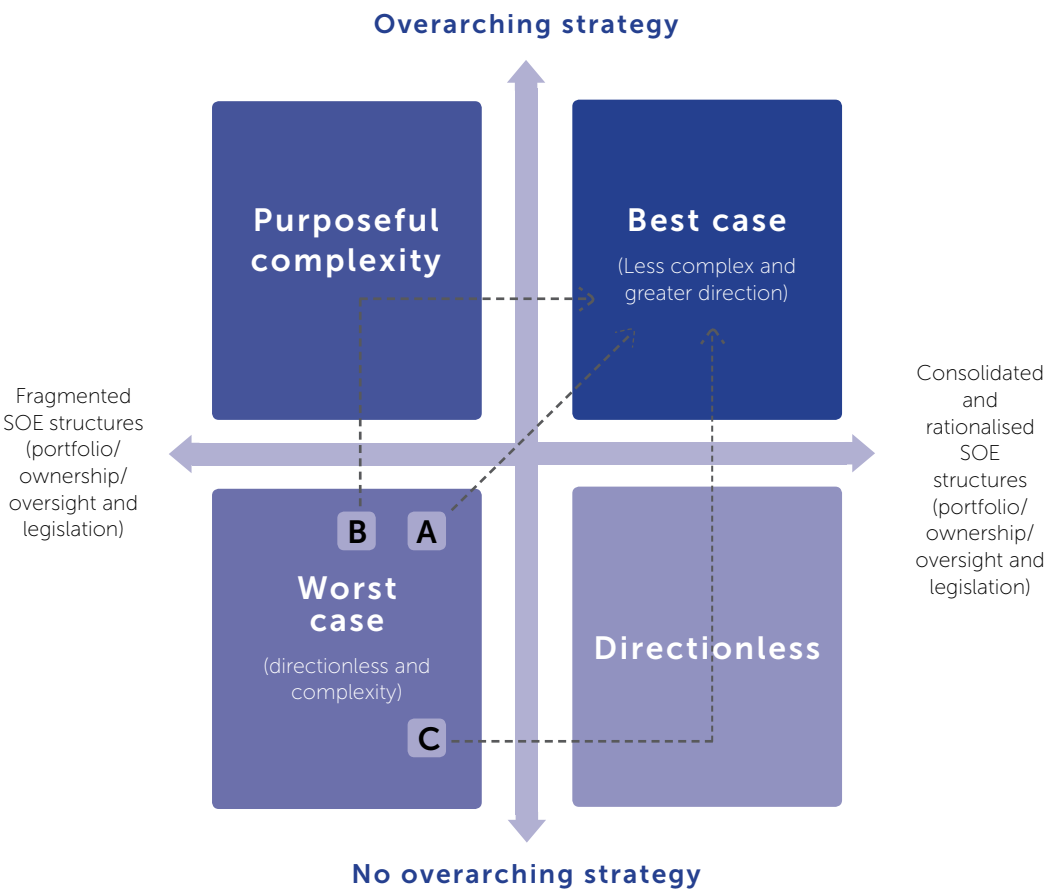 Overarching strategy
Purposeful
complexity
Best case
(Less complex and
greater direction)
Fragmented
SOE structures
(portfolio/
ownership/
oversight and
legislation)
Consolidated
and
rationalised
SOE
structures
(portfolio/
ownership/
oversight and
legislation)
B
A
Worst
case
(directionless and
complexity)
C
Directionless
No overarching strategy